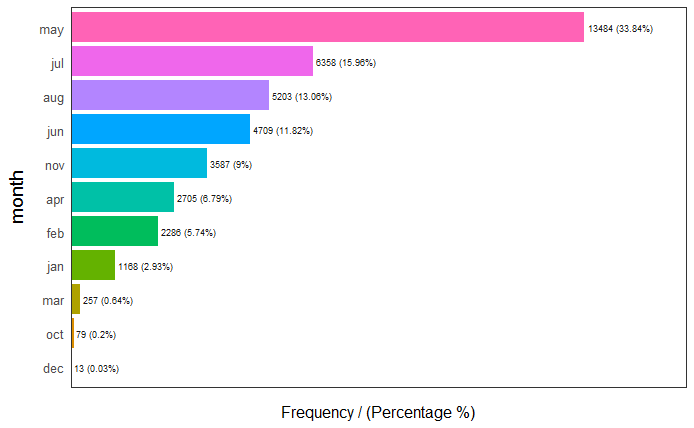 may 13484 (33.84%)
jul 6358 (15.96%)
aug 5203 (13.06%)
jun 4709 (11.82%)
nov 3587 (9%)
apr 2705 (6.79%)
feb 2286 (5.74%)
jan 1168 (2.93%)
mar 257 (0.64%)
oct 79 (0.2%)
dec 13 (0.03%)
month
Frequency / (Percentage %)